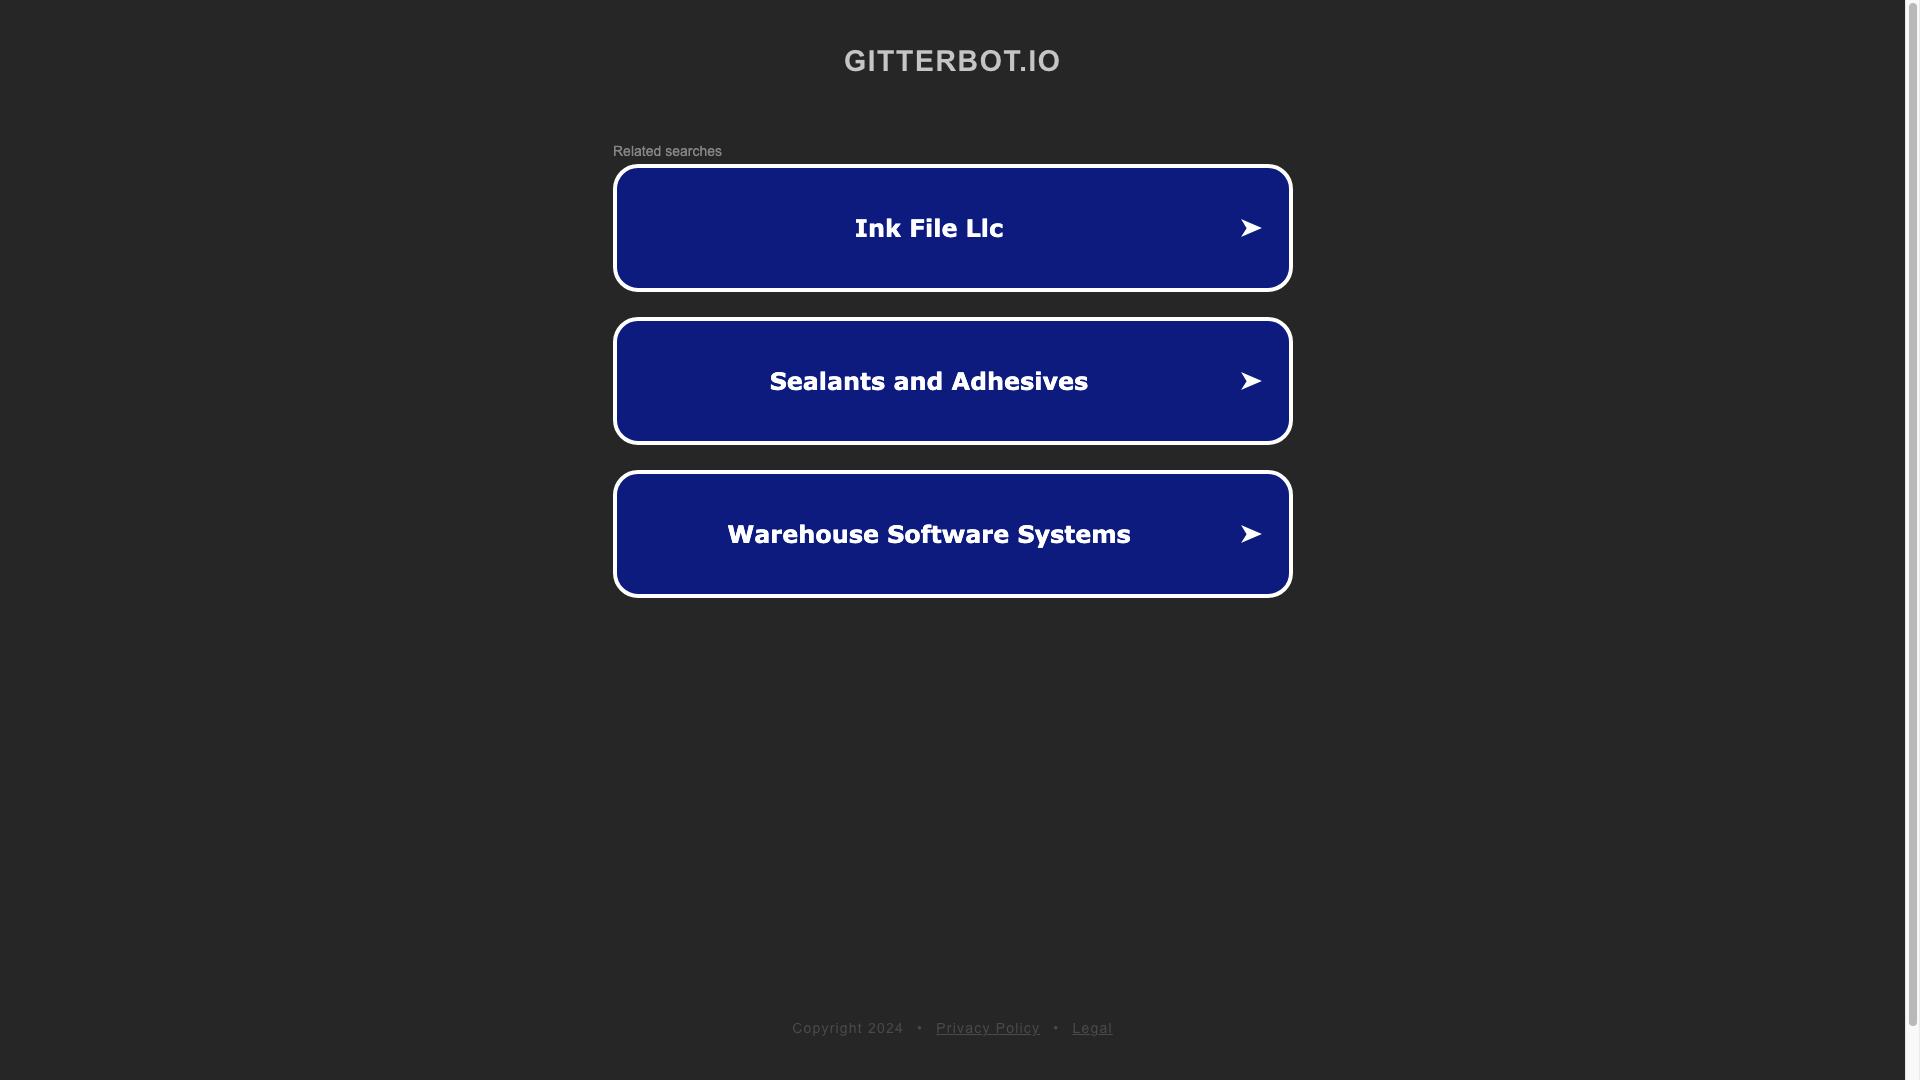 GITTERBOT.IO
Related searches
Ink File Llc
Sealants and Adhesives
Warehouse Software Systems
Copyright 2024 • Privacy Policy • Legal